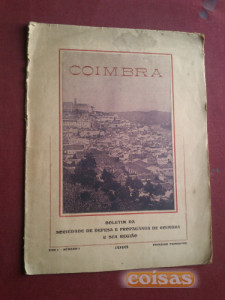 COIMBRA
BOLETIM DA
SOCIEDADE DE DEFESA E PROPAGANDA DE COIMBRA
E SUA REGIÃO
coisas